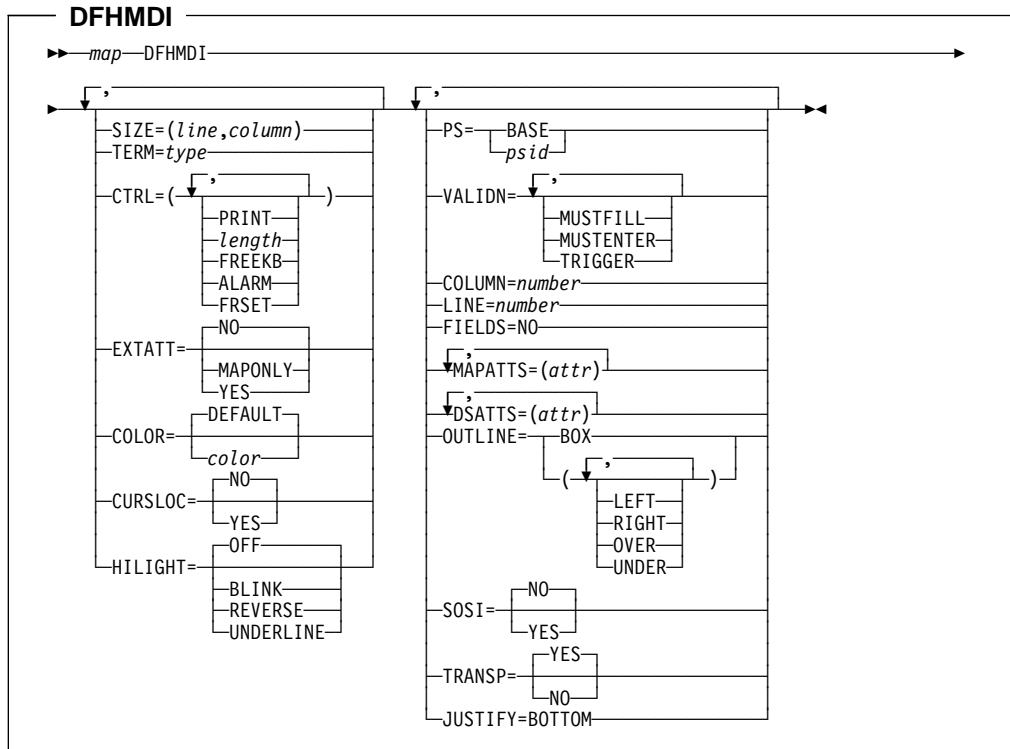 DFHMDI
map DFHMDI
,
SIZE=(line,column)
TERM=type
,
CTRL=( )
PRINT
length
FREEKB
ALARM
FRSET
NO
EXTATT=
MAPONLY
YES
DEFAULT
COLOR=
color
NO
CURSLOC=
YES
OFF
HILIGHT=
BLINK
REVERSE
UNDERLINE
,
PS= BASE
psid
,
VALIDN=
MUSTFILL
MUSTENTER
TRIGGER
COLUMN=number
LINE=number
FIELDS=NO
,
MAPATTS=(attr)
,
DSATTS=(attr)
OUTLINE= BOX
,
( )
LEFT
RIGHT
OVER
UNDER
NO
SOSI=
YES
YES
TRANSP=
NO
JUSTIFY=BOTTOM